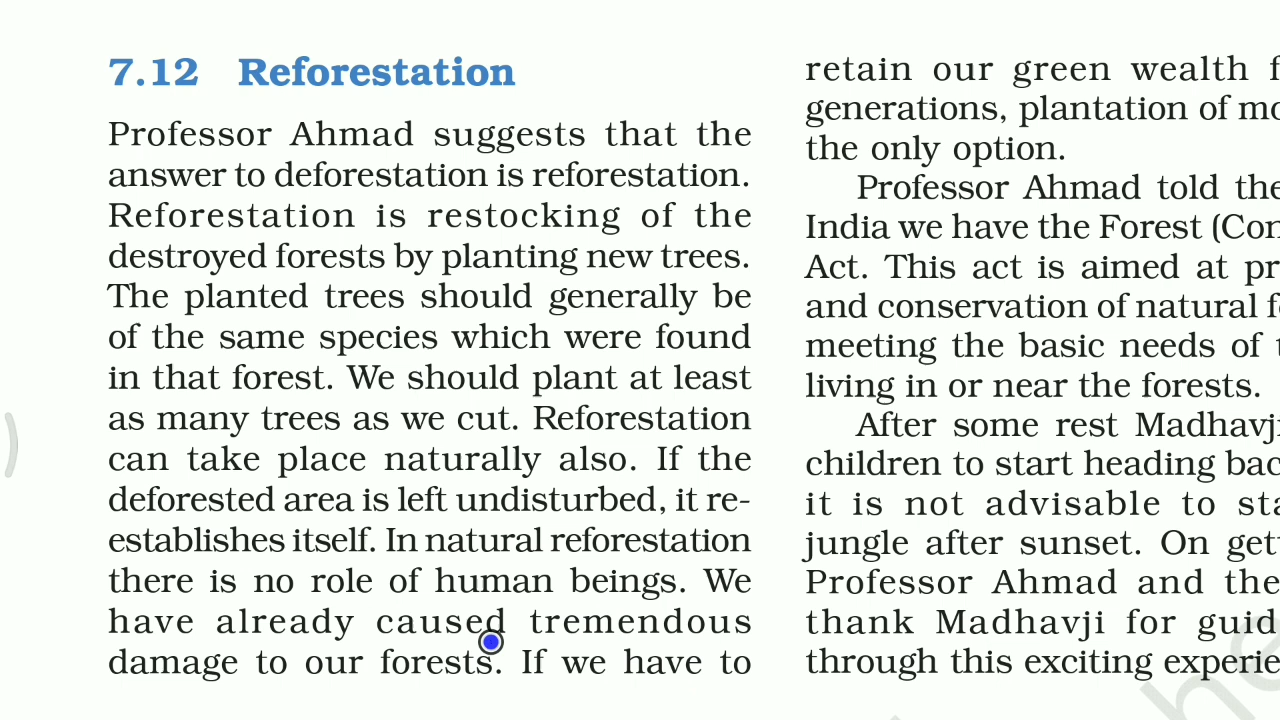 7.12 Reforestation
Professor Ahmad suggests that the
answer to deforestation is reforestation.
Reforestation is restocking of the
destroyed forests by planting new trees.
The planted trees should generally be
of the same species which were found
in that forest. We should plant at least
as many trees as we cut. Reforestation
can take place naturally also. If the
deforested area is left undisturbed, it re-
establishes itself. In natural reforestation
there is no role of human beings. We
have already caused tremendous
damage to our forests. If we have to
retain our green wealth
generations, plantation of
the only option.
Professor Ahmad told
India we have the Forest
Act. This act is aimed at
and conservation of natural
meeting the basic needs of
living in or near the forests.
After some rest Madhavji
children to start heading
it is not advisable to
jungle after sunset. On
Professor Ahmad and
thank Madhavji for
through this exciting